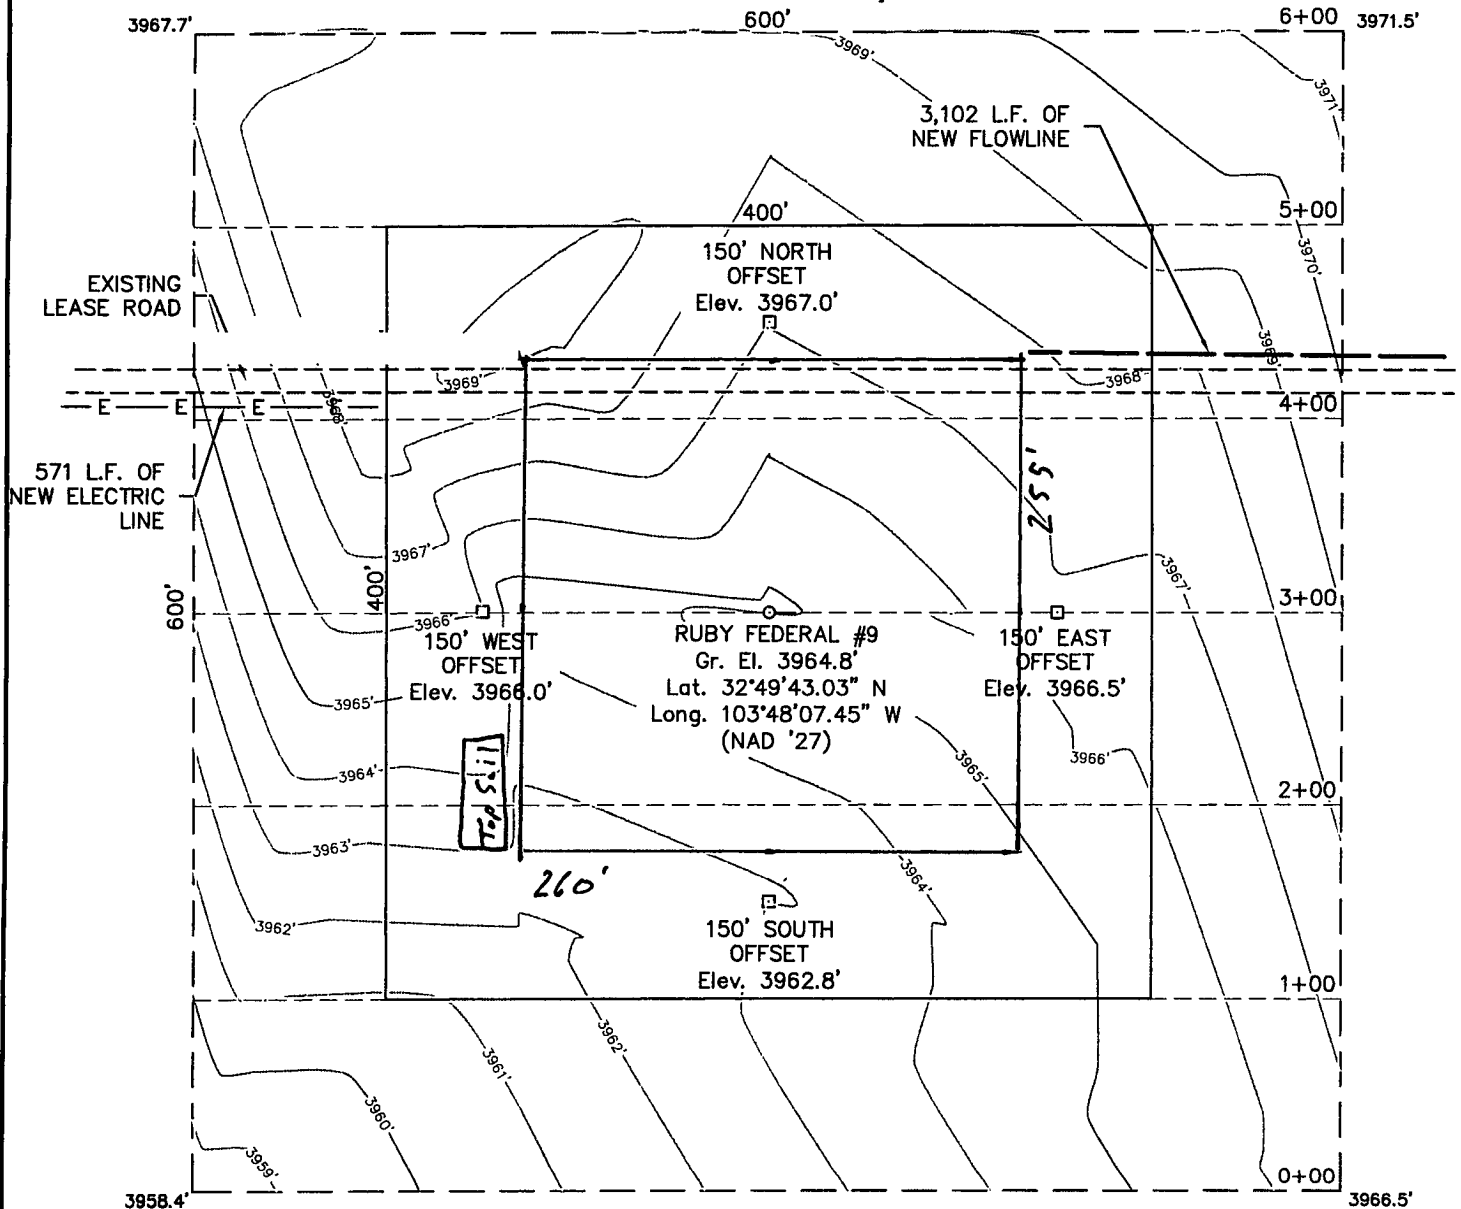 600'
3967.7'
6+00
3971.5'
3969'
3971'
3,102 L.F. OF
NEW FLOWLINE
400'
5+00
3970'
150' NORTH
OFFSET
Elev. 3967.0'
EXISTING
LEASE ROAD
3969'
3969'
3968'
3968'
E E E
4+00
571 L.F. OF
NEW ELECTRIC
LINE
255'
3967'
3967'
400'
600'
3+00
3966'
150' WEST
OFFSET
Elev. 3966.0'
RUBY FEDERAL #9
Gr. El. 3964.8'
Lat. 32°49'43.03" N
Long. 103°48'07.45" W
(NAD '27)
150' EAST
OFFSET
Elev. 3966.5'
3965'
3966'
3965'
3964'
Top Soil
2+00
3963'
3964'
260'
3962'
150' SOUTH
OFFSET
Elev. 3962.8'
1+00
3962'
3961'
3960'
3959'
0+00
3958.4'
3966.5'